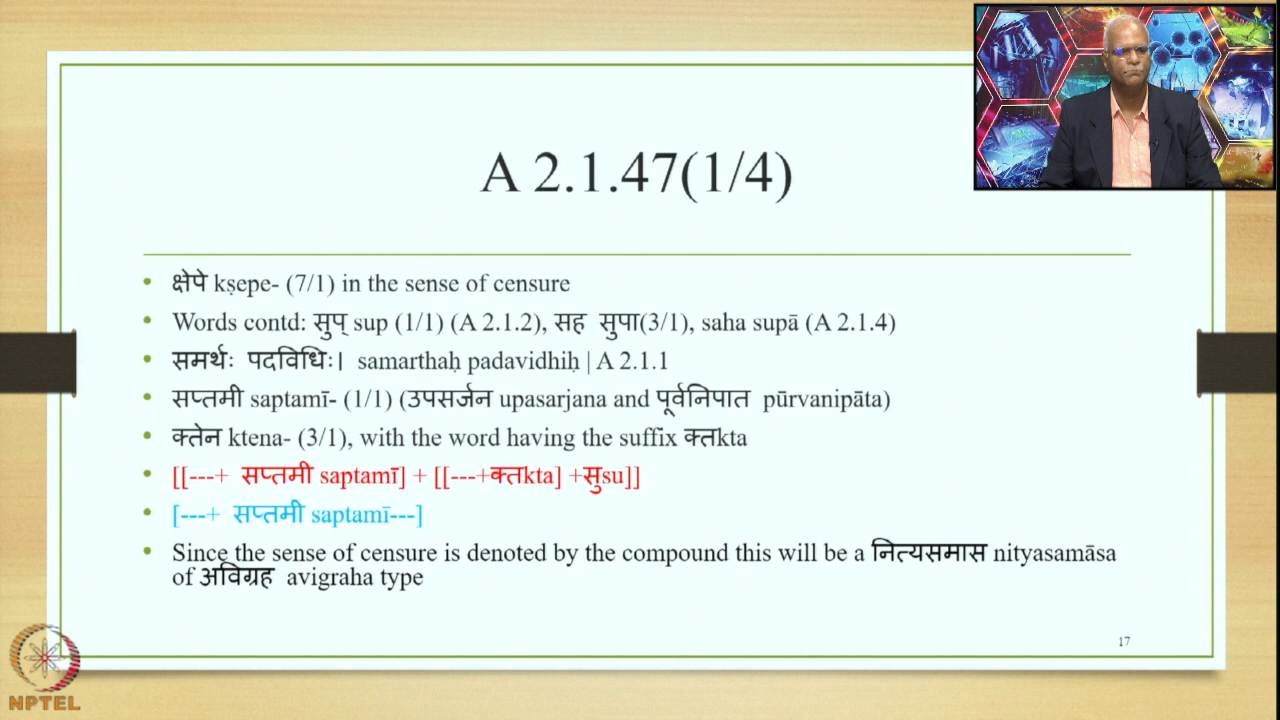 A 2.1.47(1/4)
क्षेपे kṣepe- (7/1) in the sense of censure
Words contd: सुप् sup (1/1) (A 2.1.2), सह सुपा(3/1), saha supā (A 2.1.4)
समर्थः पदविधिः। samarthaḥ padavidhiḥ | A 2.1.1
सप्तमी saptamī- (1/1) (उपसर्जन upasarjana and पूर्वनिपात pūrvanipāta)
क्तेन ktena- (3/1), with the word having the suffix क्तkta
[[---+ सप्तमी saptamī] + [[---+क्तkta] +सुsu]]
[---+ सप्तमी saptamī---]
Since the sense of censure is denoted by the compound this will be a नित्यसमास nityasamāsa
of अविग्रह avigraha type
17
NPTEL